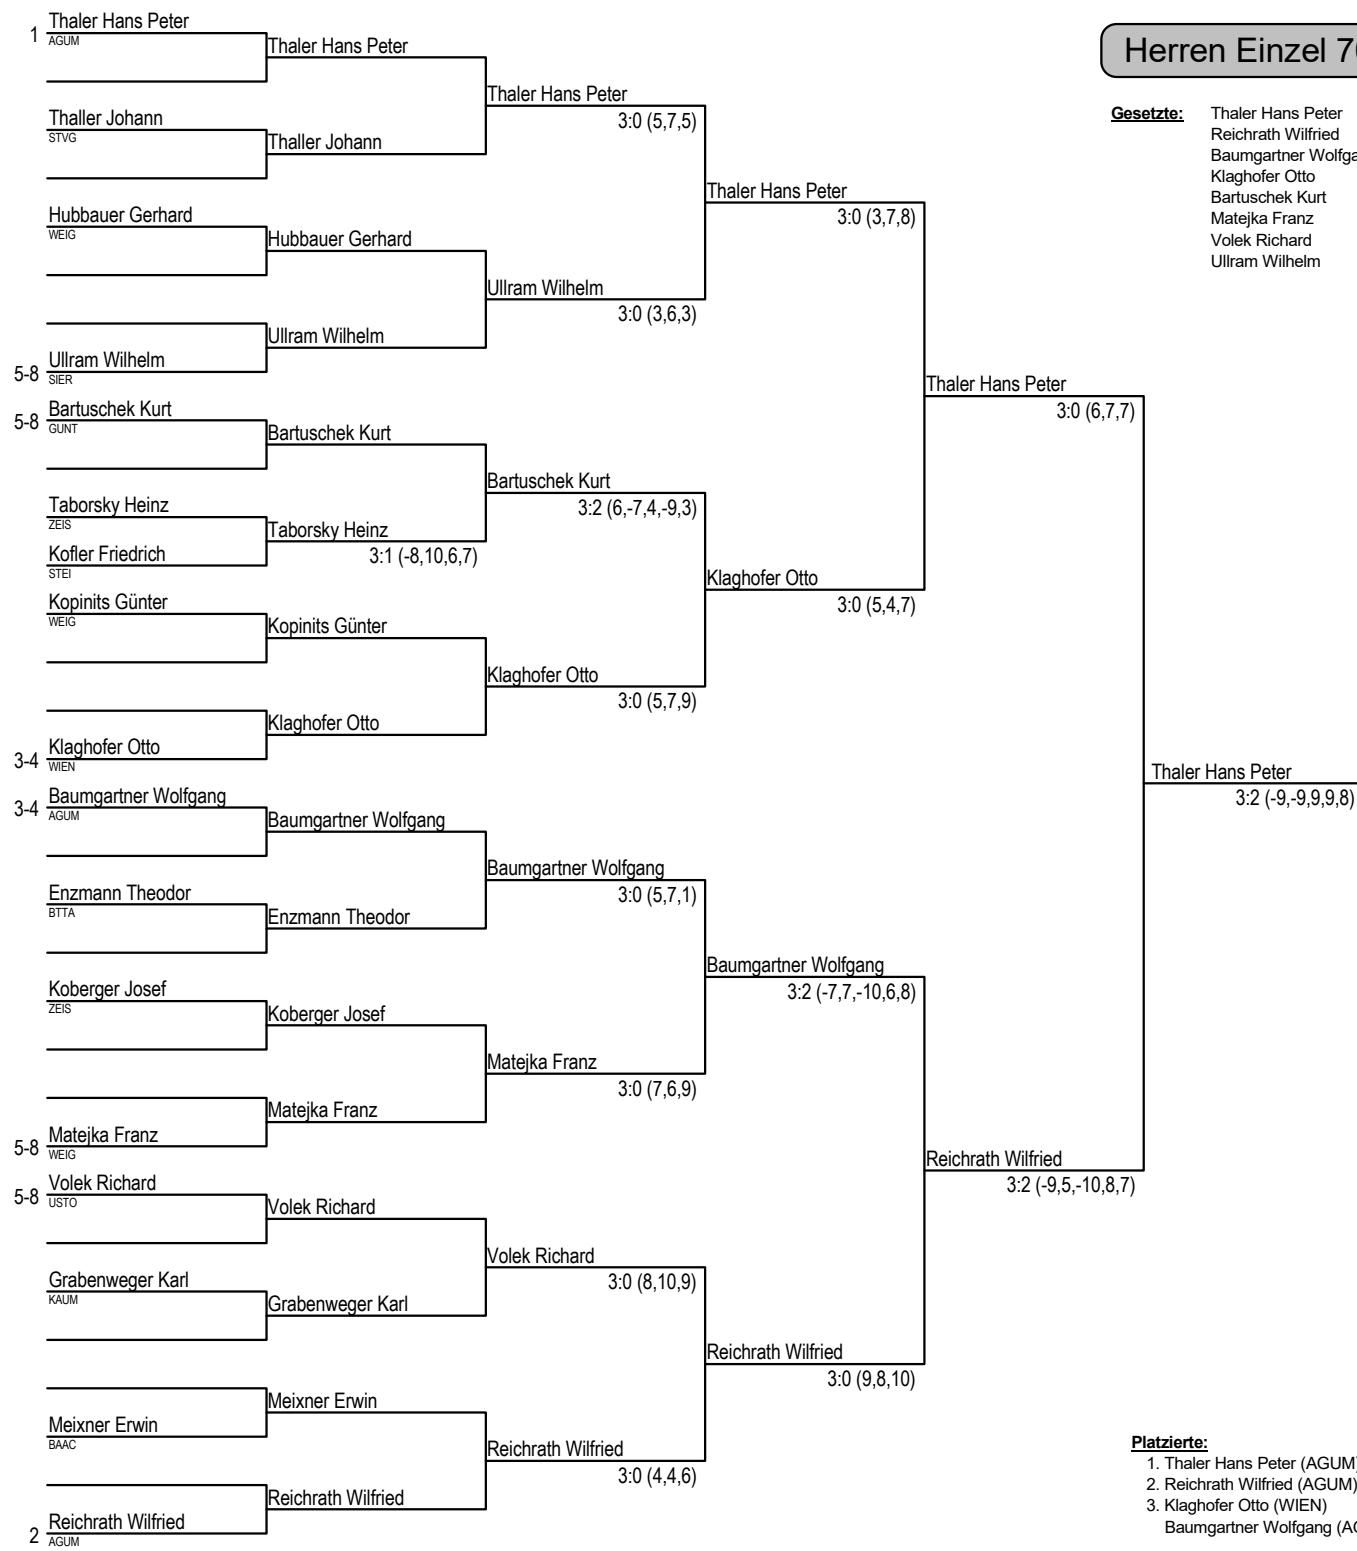 Herren Einzel
Gesetzte: Thaler Hans Peter
Reichrath Wilfried
Baumgartner
Klaghofer Otto
Bartuschek Kurt
Matejka Franz
Volek Richard
Ullram Wilhelm
1 Thaler Hans Peter
AGUM
Thaller Johann
STVG
Hubbauer Gerhard
WEIG
5-8 Ullram Wilhelm
SIER
5-8 Bartuschek Kurt
GUNT
Taborsky Heinz
ZEIS
Kofler Friedrich
STEI
Kopinits Günter
WEIG
3-4 Klaghofer Otto
WIEN
3-4 Baumgartner Wolfgang
AGUM
Enzmann Theodor
BTTA
Koberger Josef
ZEIS
5-8 Matejka Franz
WEIG
5-8 Volek Richard
USTO
Grabenweger Karl
KAUM
Meixner Erwin
BAAC
2 Reichrath Wilfried
AGUM
Thaler Hans Peter
Thaller Johann
Hubbauer Gerhard
Ullram Wilhelm
Bartuschek Kurt
Taborsky Heinz
3:1 (-8,10,6,7)
Kopinits Günter
Klaghofer Otto
Baumgartner Wolfgang
Enzmann Theodor
Koberger Josef
Matejka Franz
Volek Richard
Grabenweger Karl
Meixner Erwin
Reichrath Wilfried
Thaler Hans Peter
3:0 (5,7,5)
Ullram Wilhelm
3:0 (3,6,3)
Bartuschek Kurt
3:2 (6,-7,4,-9,3)
Klaghofer Otto
3:0 (5,7,9)
Baumgartner Wolfgang
3:0 (5,7,1)
Matejka Franz
3:0 (7,6,9)
Volek Richard
3:0 (8,10,9)
Reichrath Wilfried
3:0 (4,4,6)
Thaler Hans Peter
3:0 (3,7,8)
Klaghofer Otto
3:0 (5,4,7)
Baumgartner Wolfgang
3:2 (-7,7,-10,6,8)
Reichrath Wilfried
3:0 (9,8,10)
Thaler Hans Peter
3:0 (6,7,7)
Reichrath Wilfried
3:2 (-9,5,-10,8,7)
Thaler Hans Peter
3:2 (-9,-9,9,9,8)
Platzierte:
1. Thaler Hans Peter (AGUM)
2. Reichrath Wilfried (AGUM)
3. Klaghofer Otto (WIEN)
Baumgartner Wolfgang